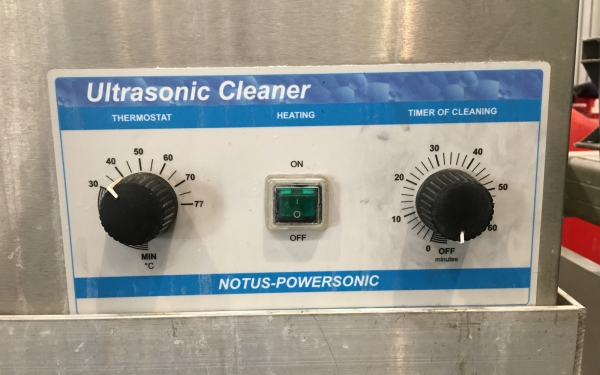 Ultrasonic Cleaner
THERMOSTAT HEATING TIMER OF CLEANING
30 40 50 60 70 77
MIN
°C
ON
I
O
OFF
0 10 20 30 40 50 60
OFF
minutes
NOTUS-POWERSONIC